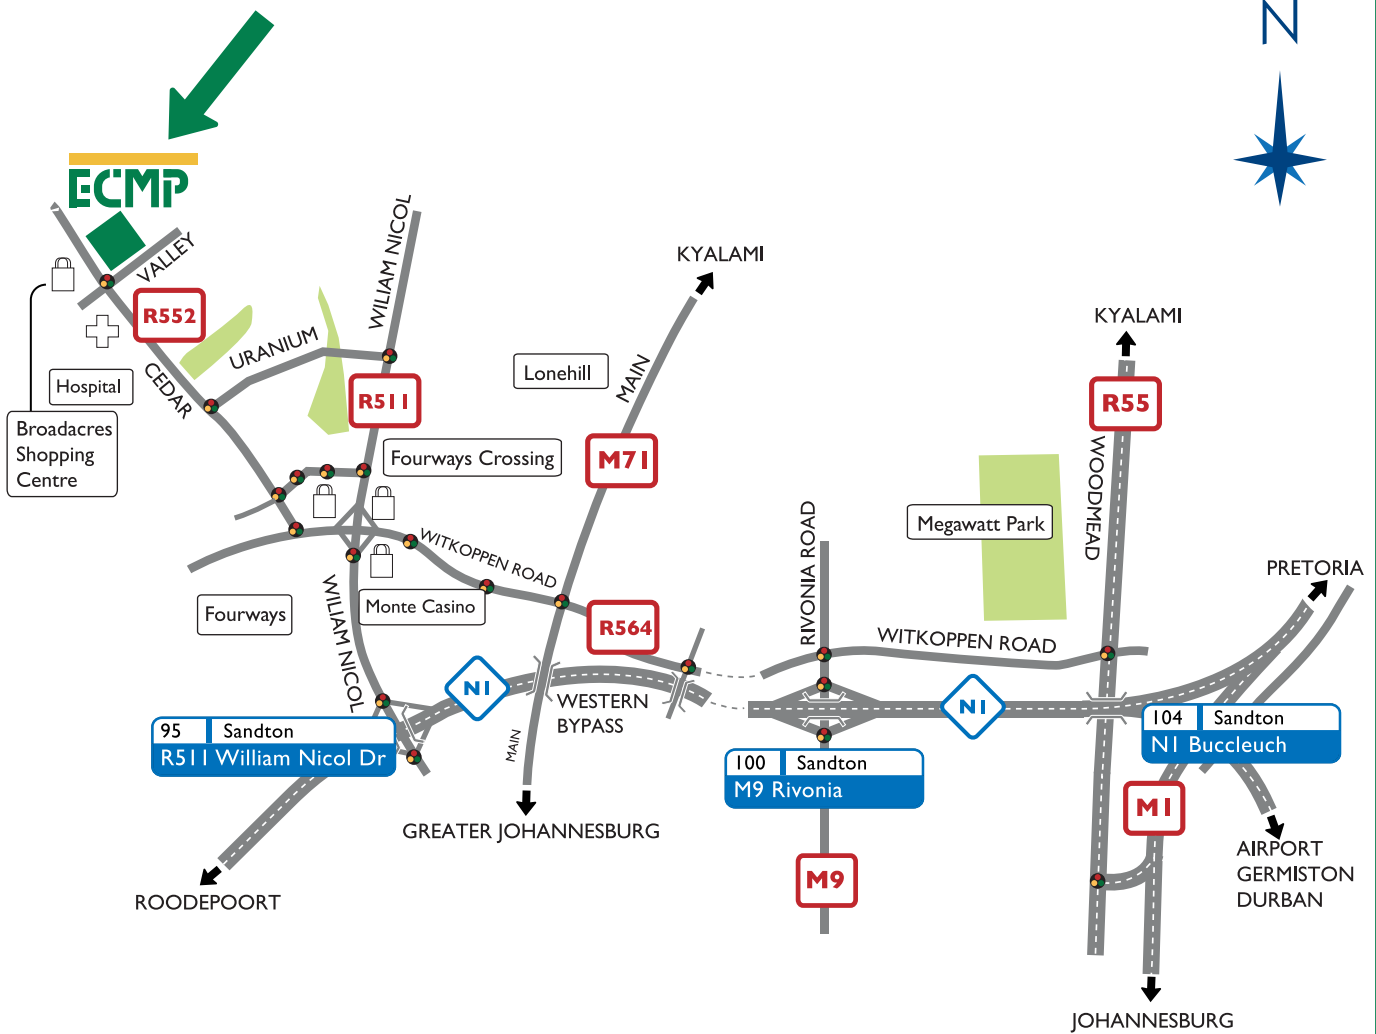 N
ECMP
VALLEY
WILIAM NICOL
KYALAMI
R552
URANIUM
KYALAMI
Hospital
CEDAR
R511
Lonehill
MAIN
R55
Broadacres
Shopping
Centre
Fourways Crossing
M71
WOODMEAD
Megawatt Park
WITKOPPEN ROAD
RIVONIA ROAD
PRETORIA
Fourways
WILIAM NICOL
Monte Casino
R564
WITKOPPEN ROAD
N1
WESTERN
BYPASS
N1
95 Sandton
R511 William Nicol Dr
MAIN
100 Sandton
M9 Rivonia
104 Sandton
N1 Buccleuch
M1
GREATER JOHANNESBURG
AIRPORT
GERMISTON
DURBAN
M9
ROODEPOORT
JOHANNESBURG